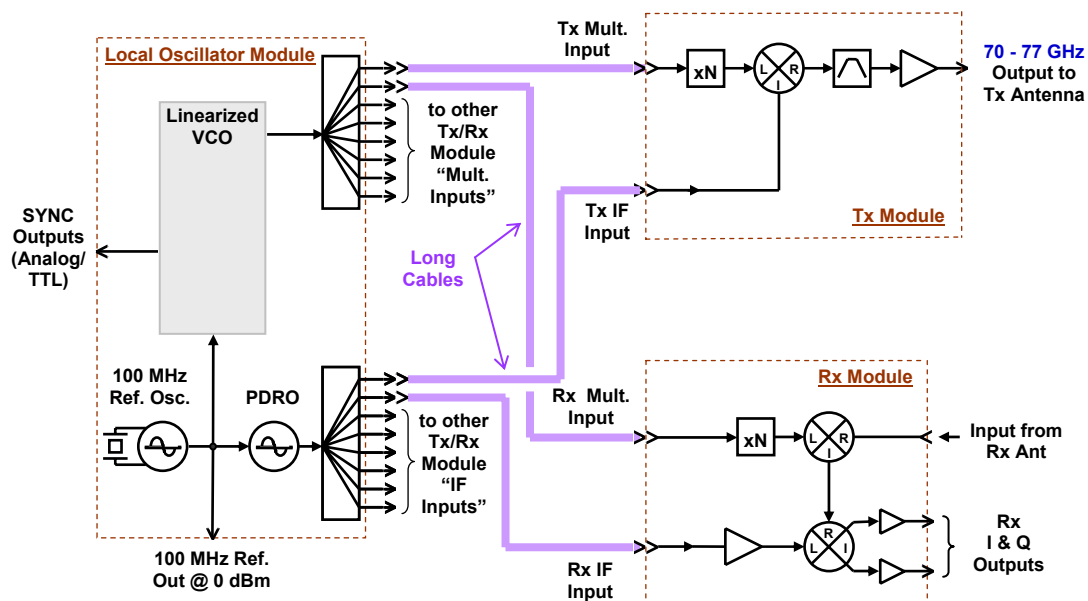 Local Oscillator Module
Linearized
VCO
to other
Tx/Rx
Module
“Mult.
Inputs”
SYNC
Outputs
(Analog/
TTL)
100 MHz
Ref. Osc.
PDRO
to other
Tx/Rx
Module
“IF
Inputs”
100 MHz Ref.
Out @ 0 dBm
Long
Cables
Tx Mult.
Input
Tx IF
Input
xN
L
R
I
Tx Module
70 - 77 GHz
Output to
Tx Antenna
Rx Mult.
Input
Rx IF
Input
Rx Module
xN
L
R
I
R
L
I
Input from
Rx Ant
Rx
I & Q
Outputs